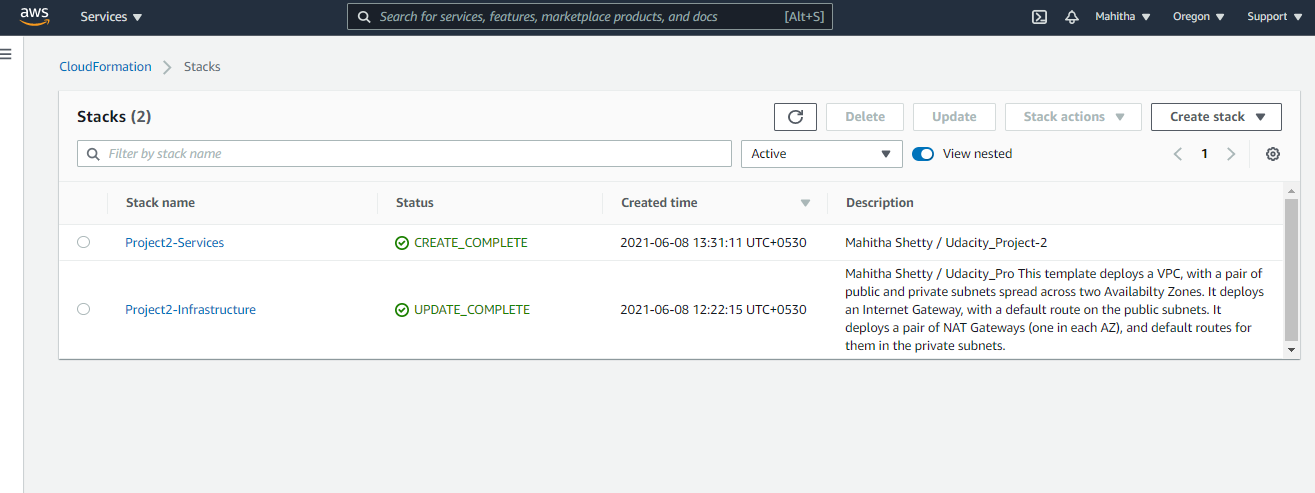 aws Services Search for services, features, marketplace products, and docs [Alt+S] Mahitha Oregon Support
CloudFormation Stacks
Stacks (2) Delete Update Stack actions Create stack
Filter by stack name Active View nested 1
Stack name Status Created time Description
Project2-Services CREATE_COMPLETE 2021-06-08 13:31:11 UTC+0530 Mahitha Shetty / Udacity_Project-2
Project2-Infrastructure UPDATE_COMPLETE 2021-06-08 12:22:15 UTC+0530 Mahitha Shetty / Udacity_Pro This template deploys a VPC, with a pair of
public and private subnets spread across two Availabilty Zones. It deploys
an Internet Gateway, with a default route on the public subnets. It
deploys a pair of NAT Gateways (one in each AZ), and default routes for
them in the private subnets.